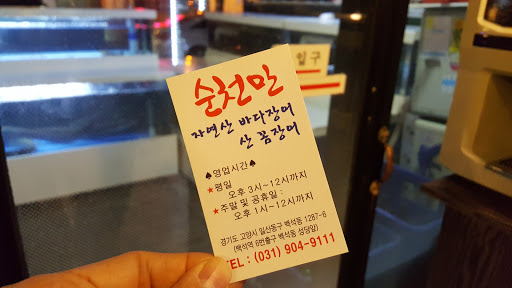 입구
순천만
자연산 바다장어
산 꼼장어
♠영업시간♠
★평일
오후 3시~12시까지
★주말 및 공휴일 :
오후 1시~12시까지
경기도 고양시 일산동구 백석동 1287-6
(백석역 6번출구 백석동 성당앞)
TEL : (031) 904-9111